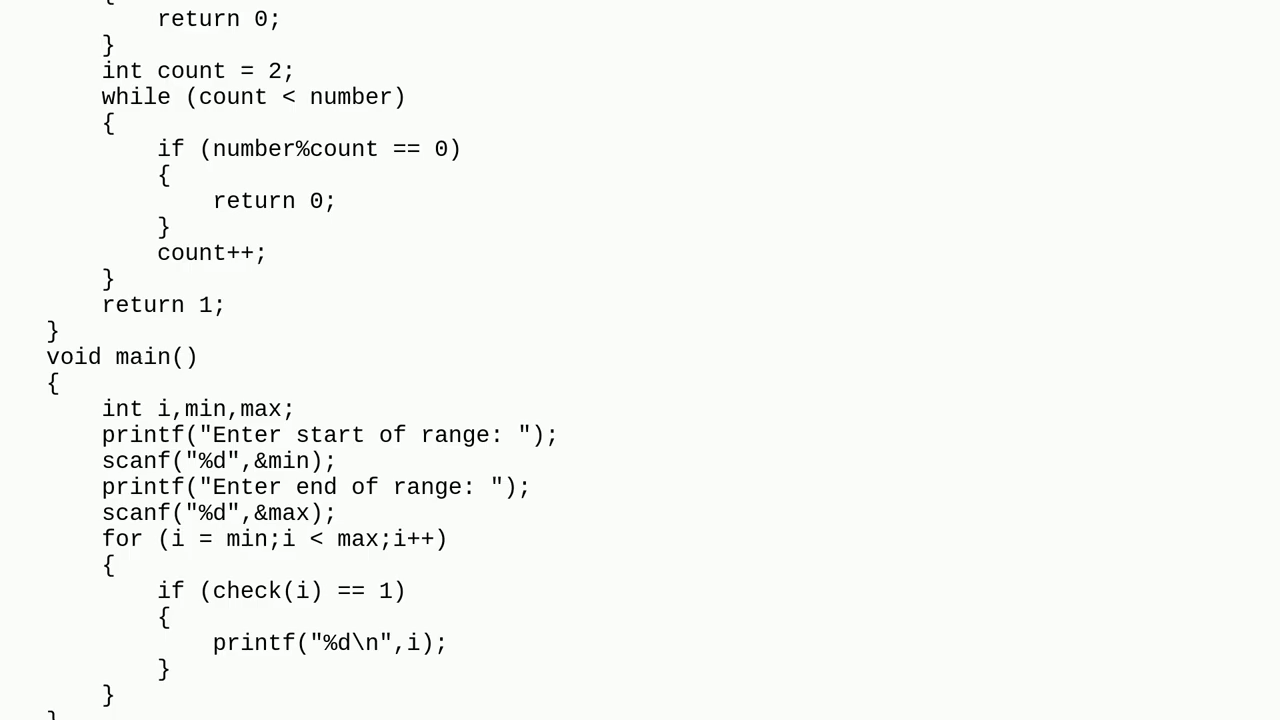 {
        return 0;
    }
    int count = 2;
    while (count < number)
    {
        if (number%count == 0)
        {
            return 0;
        }
        count++;
    }
    return 1;
}
void main()
{
    int i,min,max;
    printf("Enter start of range: ");
    scanf("%d",&min);
    printf("Enter end of range: ");
    scanf("%d",&max);
    for (i = min;i < max;i++)
    {
        if (check(i) == 1)
        {
            printf("%d\n",i);
        }
    }
}